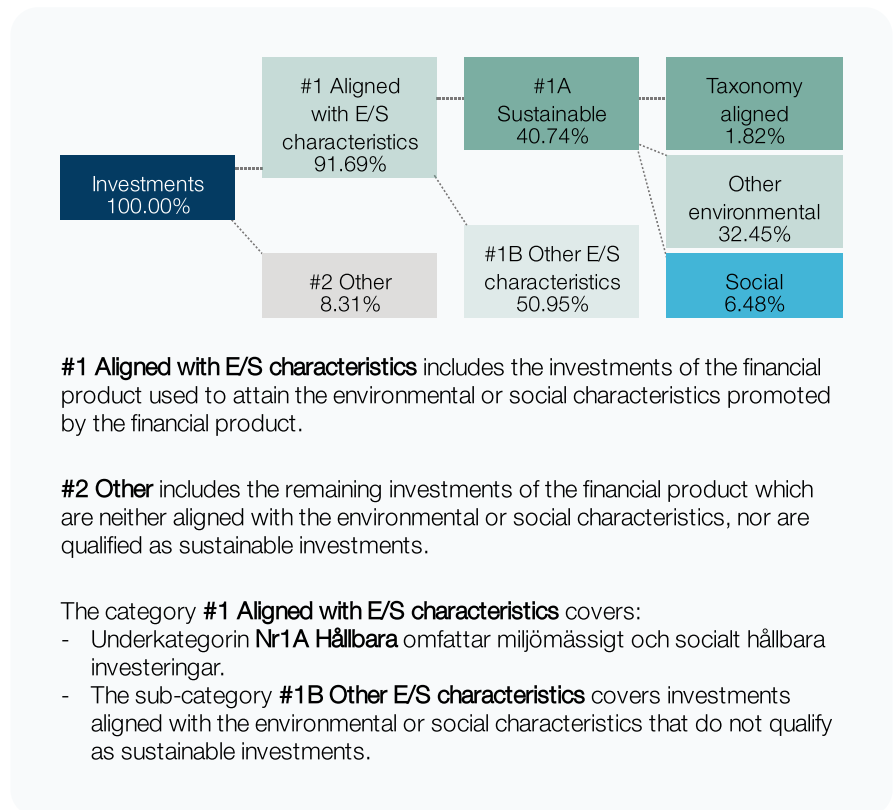 #1 Aligned
with E/S
characteristics
91.69%
#1A
Sustainable
40.74%
Taxonomy
aligned
1.82%
Investments
100.00%
Other
environmental
32.45%
#2 Other
8.31%
#1B Other E/S
characteristics
50.95%
Social
6.48%
#1 Aligned with E/S characteristics includes the investments of the financial
product used to attain the environmental or social characteristics promoted
by the financial product.
#2 Other includes the remaining investments of the financial product which
are neither aligned with the environmental or social characteristics, nor are
qualified as sustainable investments.
The category #1 Aligned with E/S characteristics covers:
- Underkategorin Nr1A Hållbara omfattar miljömässigt och socialt hållbara
investeringar.
- The sub-category #1B Other E/S characteristics covers investments
aligned with the environmental or social characteristics that do not qualify
as sustainable investments.